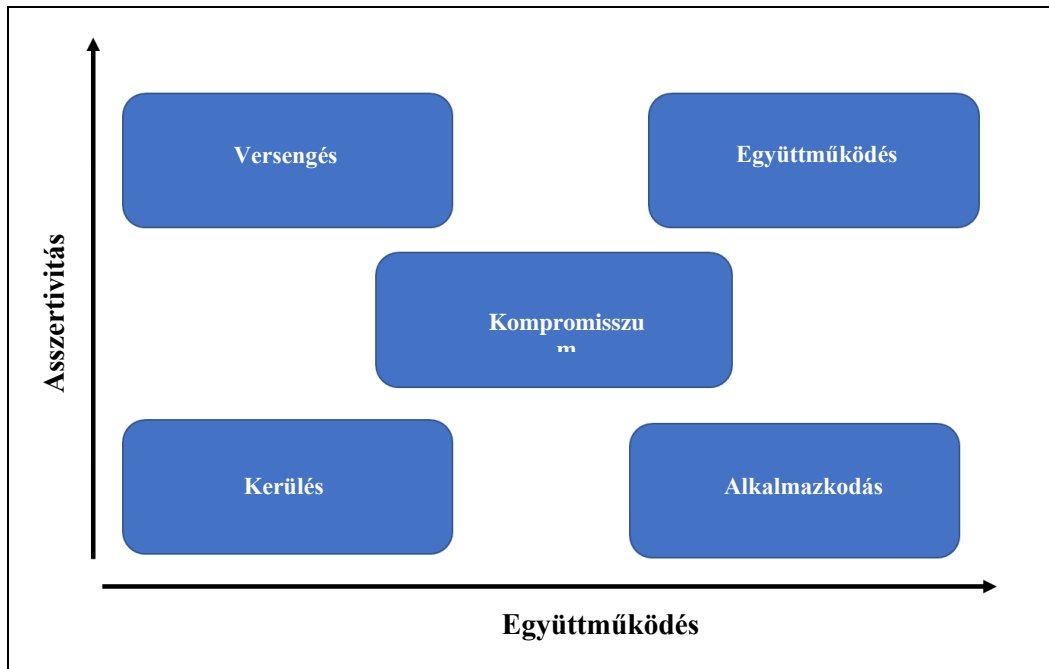 Versengés
Együttműködés
Kompromisszu
m
Kerülés
Alkalmazkodás
Asszertivitás
Együttműködés